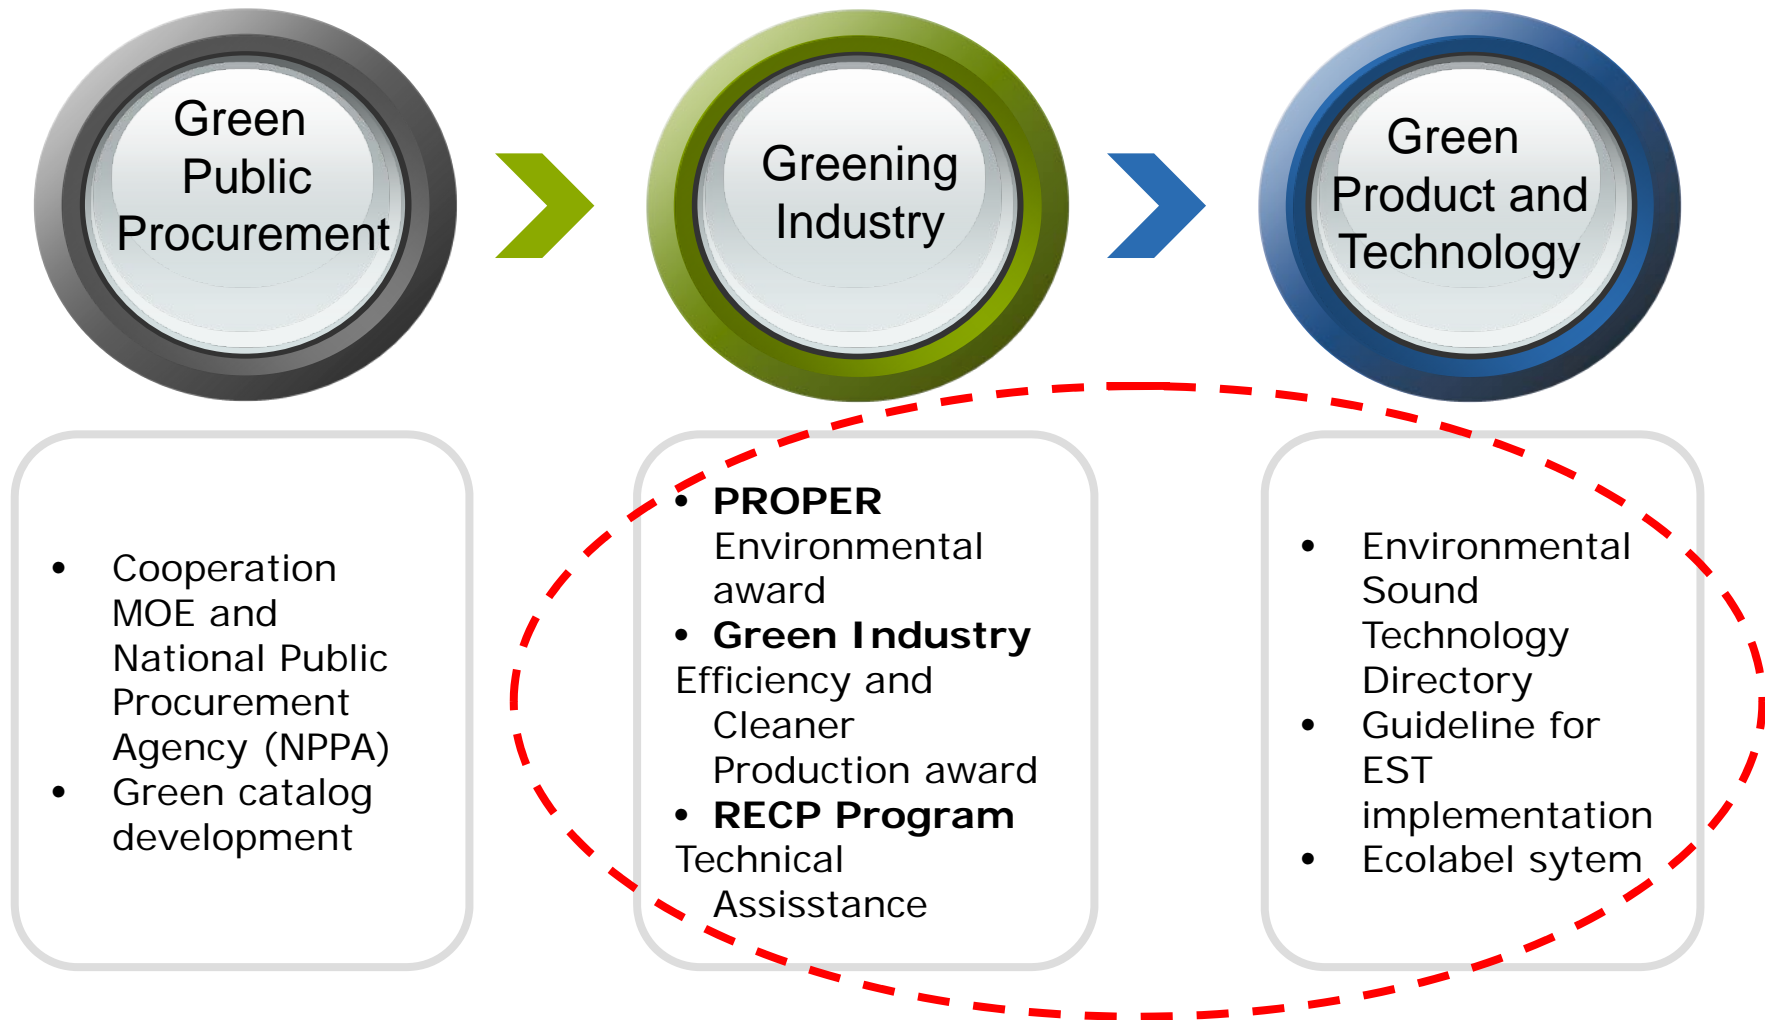 Green
Public
Procurement
Greening
Industry
Green
Product and
Technology
• Cooperation
MOE and
National Public
Procurement
Agency (NPPA)
• Green catalog
development
• PROPER
Environmental
award
• Green Industry
Efficiency and
Cleaner
Production award
• RECP Program
Technical
Assisstance
• Environmental
Sound
Technology
Directory
• Guideline for
EST
implementation
• Ecolabel sytem